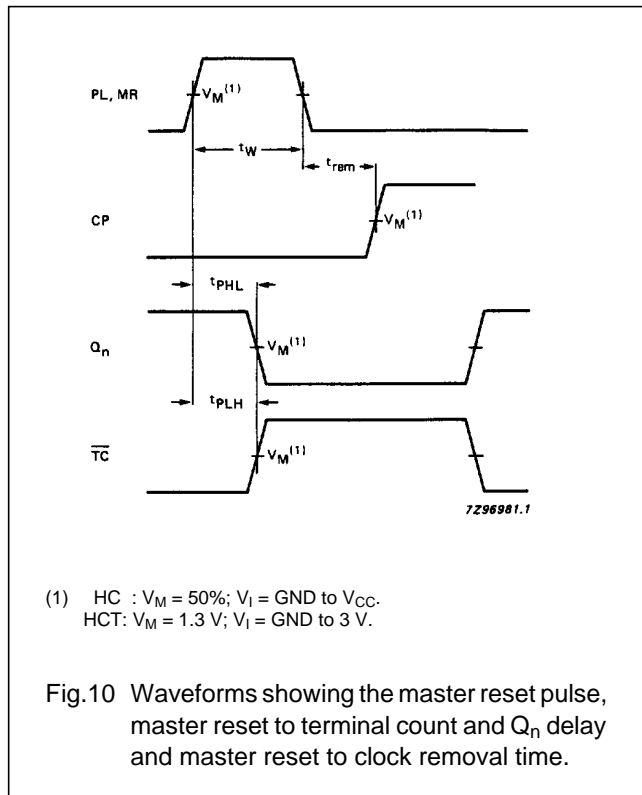 PL, MR
V_M (1)
t_W
t_rem
CP
V_M (1)
t_PHL
Q_n
V_M (1)
t_PLH
T̅C̅
V_M (1)
7Z96981.1
(1) HC : V_M = 50%; V_I = GND to V_CC.
HCT: V_M = 1.3 V; V_I = GND to 3 V.
Fig.10 Waveforms showing the master reset pulse,
master reset to terminal count and Q_n delay
and master reset to clock removal time.